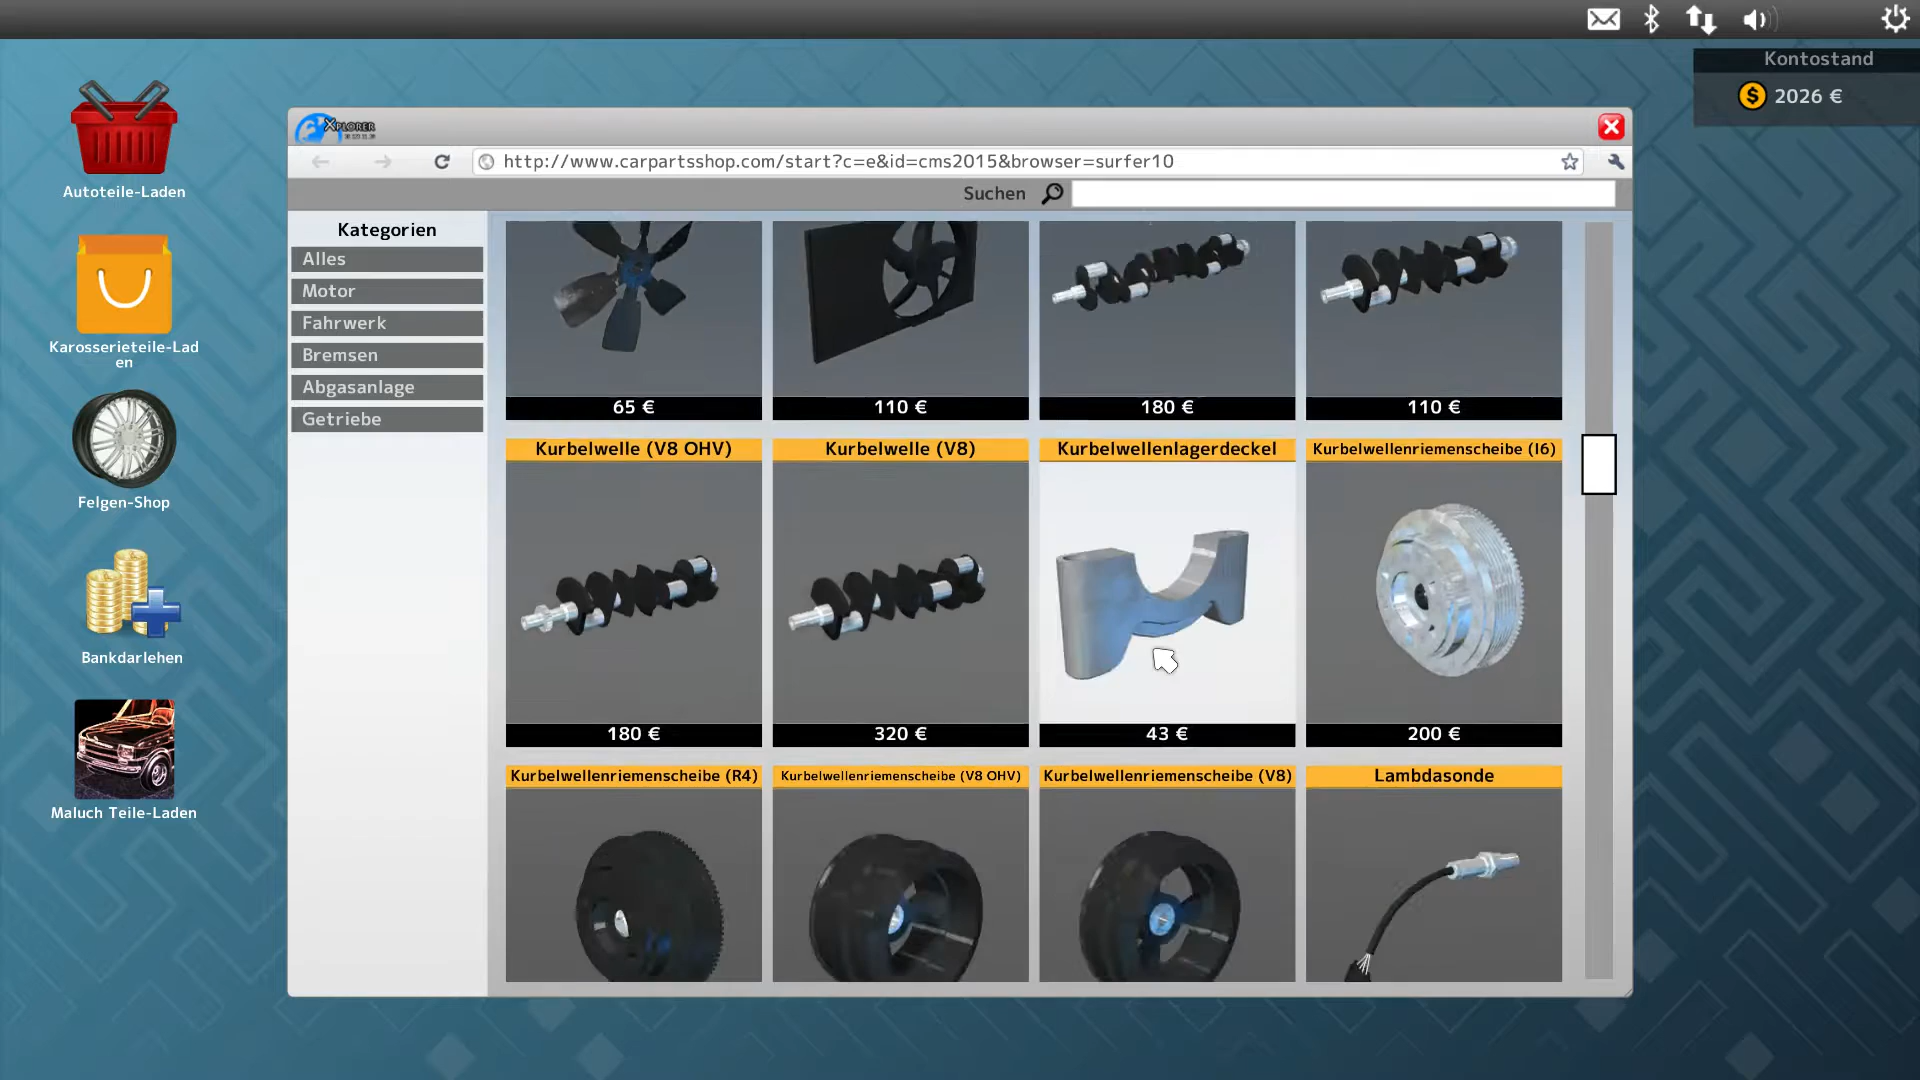 Kontostand
2026 €
Autoteile-Laden
Karosserieteile-Lad
en
Felgen-Shop
Bankdarlehen
Maluch Teile-Laden
XPLORER
http://www.carpartsshop.com/start?c=e&id=cms2015&browser=surfer10
Suchen
Kategorien
Alles
Motor
Fahrwerk
Bremsen
Abgasanlage
Getriebe
65 €
110 €
180 €
110 €
Kurbelwelle (V8 OHV)
Kurbelwelle (V8)
Kurbelwellenlagerdeckel
Kurbelwellenriemenscheibe (I6)
180 €
320 €
43 €
200 €
Kurbelwellenriemenscheibe (R4)
Kurbelwellenriemenscheibe (V8 OHV)
Kurbelwellenriemenscheibe (V8)
Lambdasonde